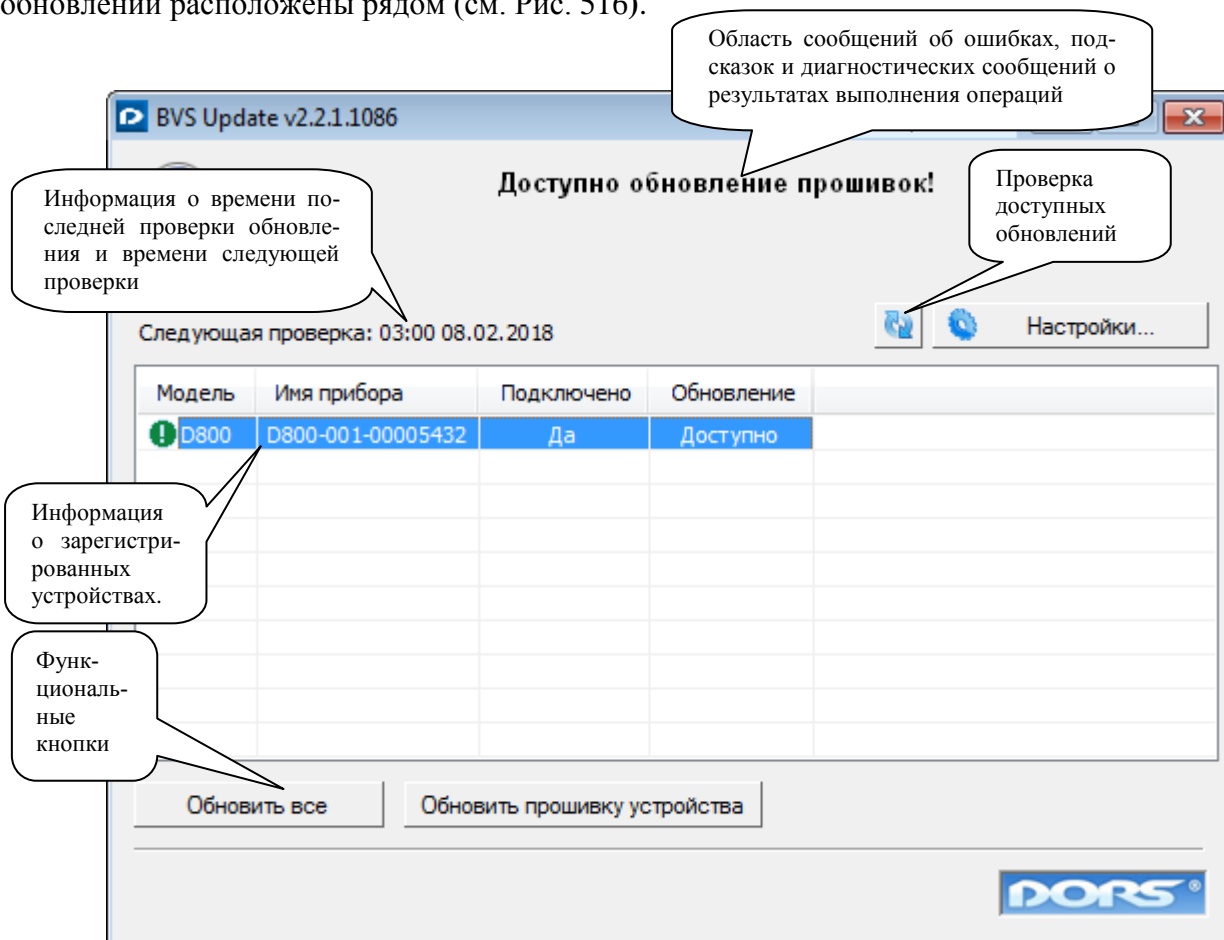 обновлений расположены рядом (см. Рис. 516).
Область сообщений об ошибках, под-
сказок и диагностических сообщений о
результатах выполнения операций
BVS Update v2.2.1.1086
Доступно обновление прошивок!
Информация о времени по-
следней проверки обновле-
ния и времени следующей
проверки
Проверка
доступных
обновлений
Следующая проверка: 03:00 08.02.2018
Настройки...
Модель Имя прибора Подключено Обновление
D800 D800-001-00005432 Да Доступно
Информация
о зарегистри-
рованных
устройствах.
Функ-
циональ-
ные
кнопки
Обновить все Обновить прошивку устройства
DORS®